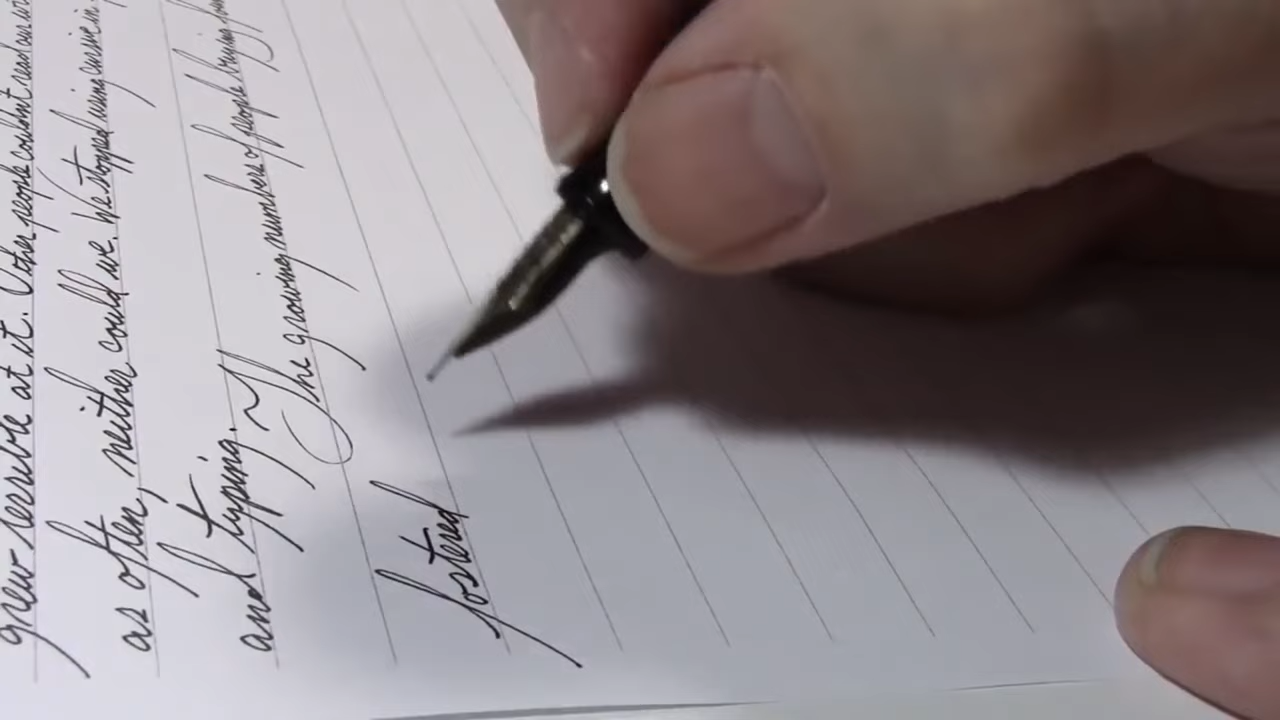 grew terrible at it. Other people couldn't read our
as often, neither could we. We stopped using cursive in
and typing. ~ The growing numbers of people buying
fostered